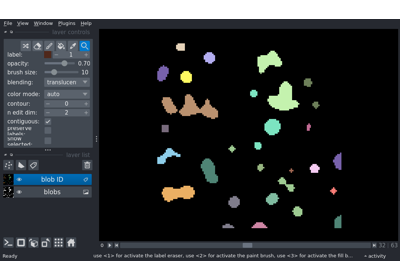 File View Window Plugins Help
layer controls
label: 1
opacity: 0.70
brush size: 10
blending: translucen
color mode: auto
contour: 0
n edit dim: 2
contiguous:
preserve
labels:
show
selected:
layer list
blob ID
blobs
0 32 63
Ready use <1> for activate the label eraser, use <2> for activate the paint brush, use <3> for activate the fill b... activity